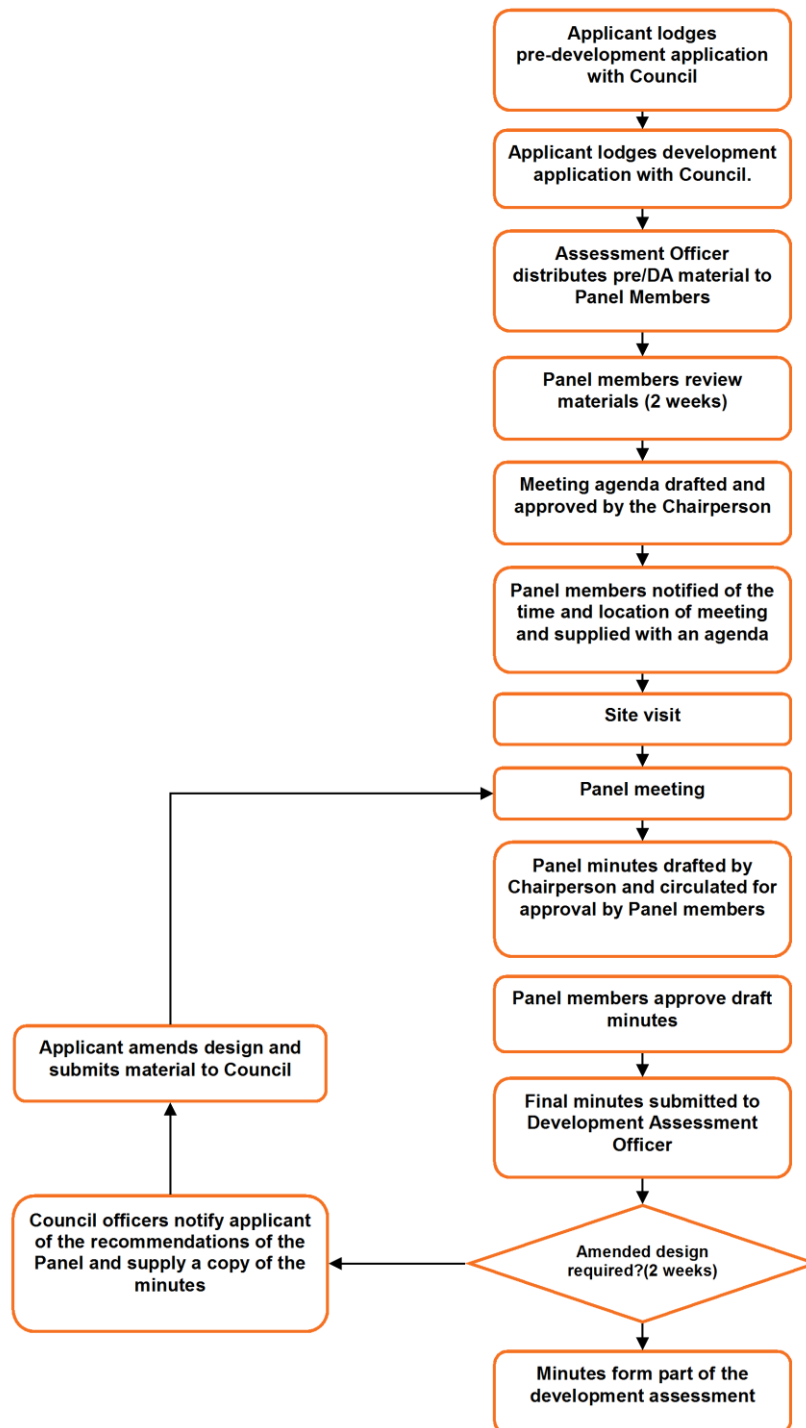 Applicant lodges
pre-development application
with Council
Applicant lodges development
application with Council.
Assessment Officer
distributes pre/DA material to
Panel Members
Panel members review
materials (2 weeks)
Meeting agenda drafted and
approved by the Chairperson
Panel members notified of the
time and location of meeting
and supplied with an agenda
Site visit
Panel meeting
Panel minutes drafted by
Chairperson and circulated for
approval by Panel members
Panel members approve draft
minutes
Applicant amends design and
submits material to Council
Final minutes submitted to
Development Assessment
Officer
Council officers notify applicant
of the recommendations of the
Panel and supply a copy of the
minutes
Amended design
required?(2 weeks)
Minutes form part of the
development assessment